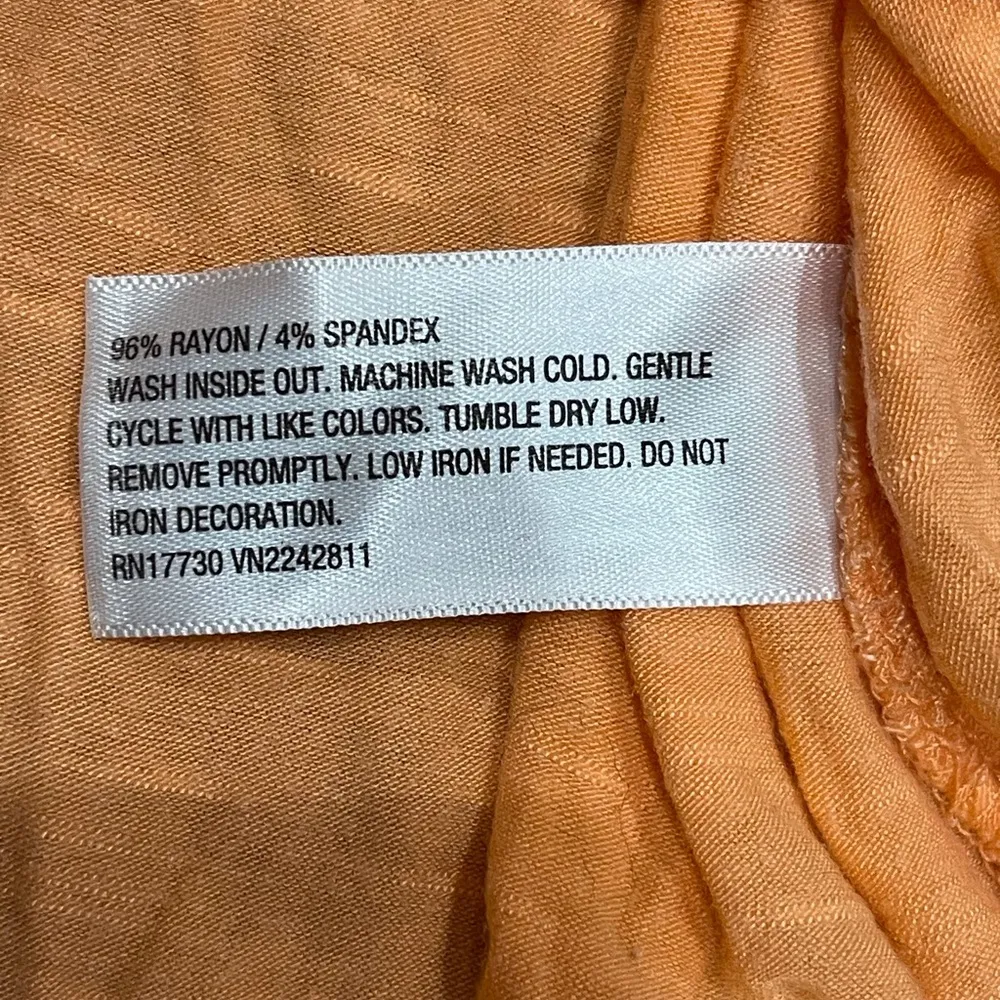 96% RAYON / 4% SPANDEX
WASH INSIDE OUT. MACHINE WASH COLD. GENTLE
CYCLE WITH LIKE COLORS. TUMBLE DRY LOW.
REMOVE PROMPTLY. LOW IRON IF NEEDED. DO NOT
IRON DECORATION.
RN17730 VN2242811